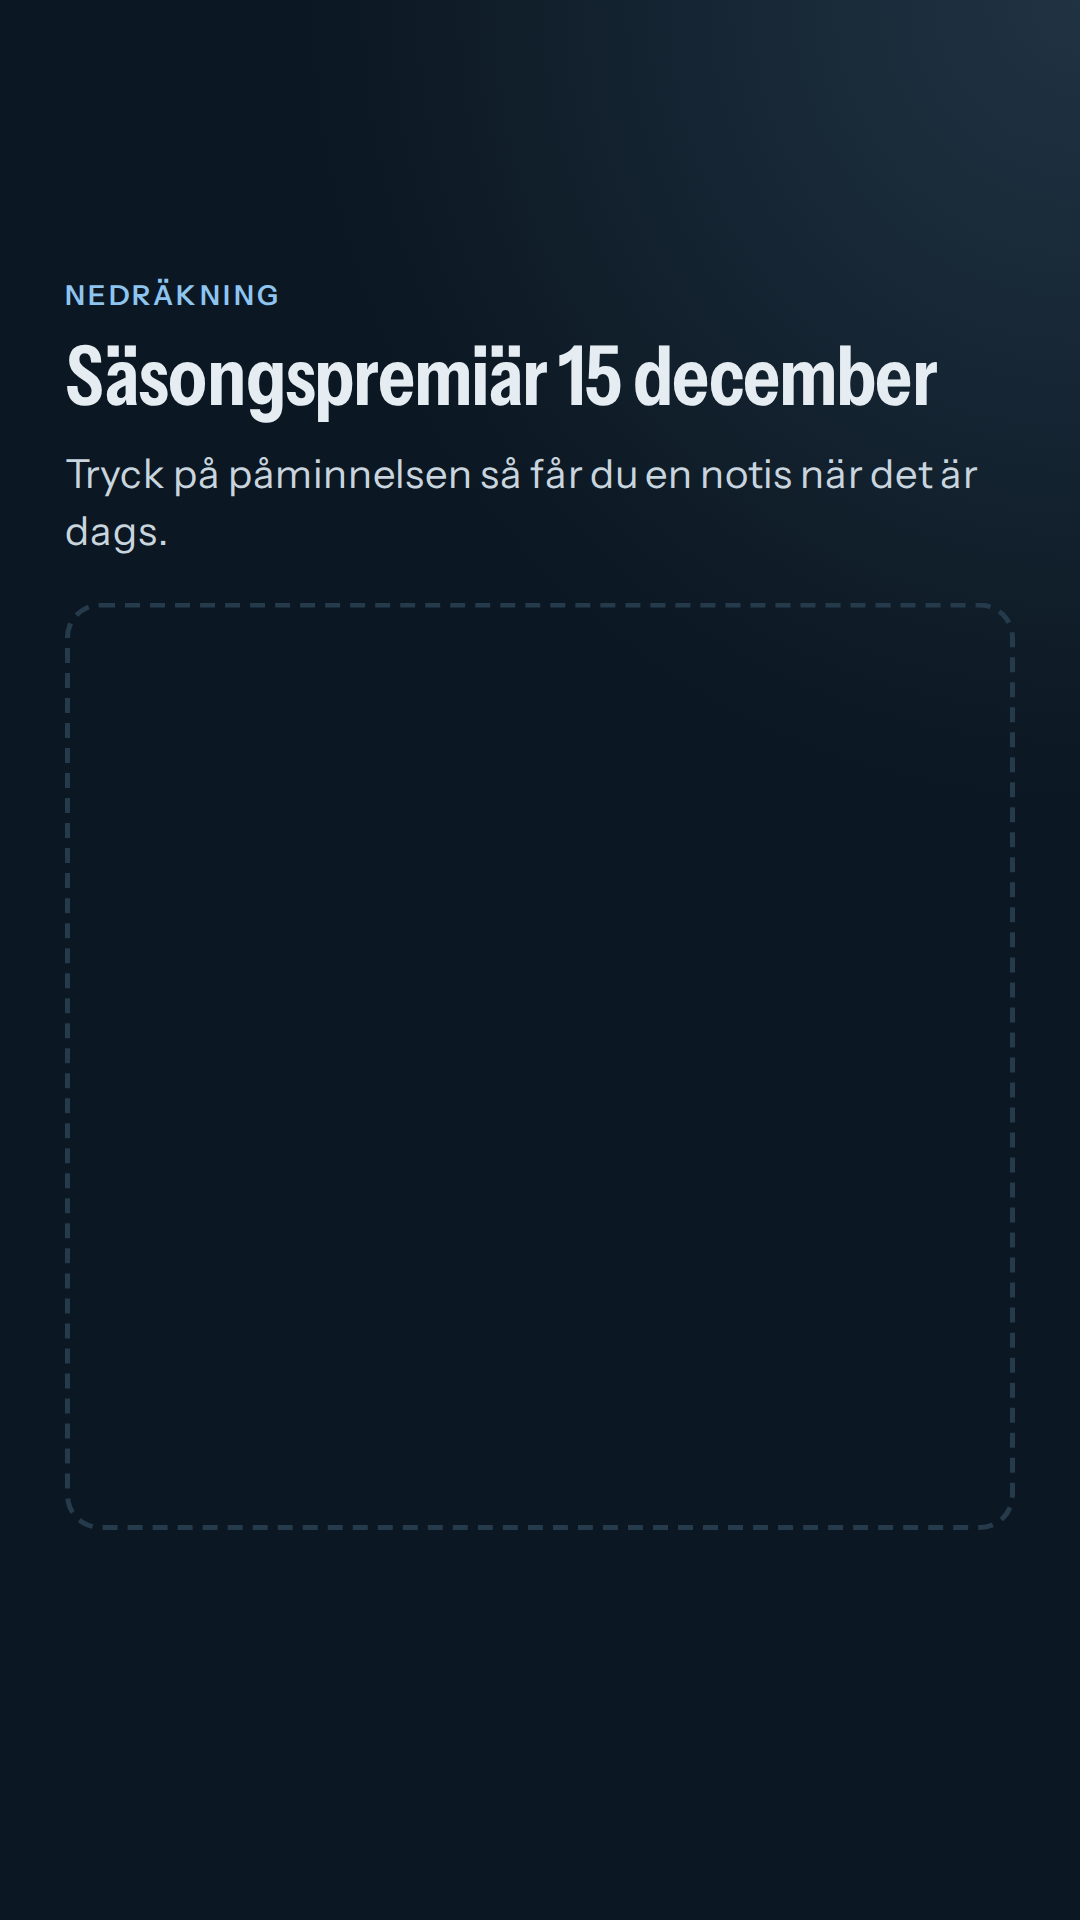 NEDRÄKNING
Säsongspremiär 15 december
Tryck på påminnelsen så får du en notis när det är
dags.